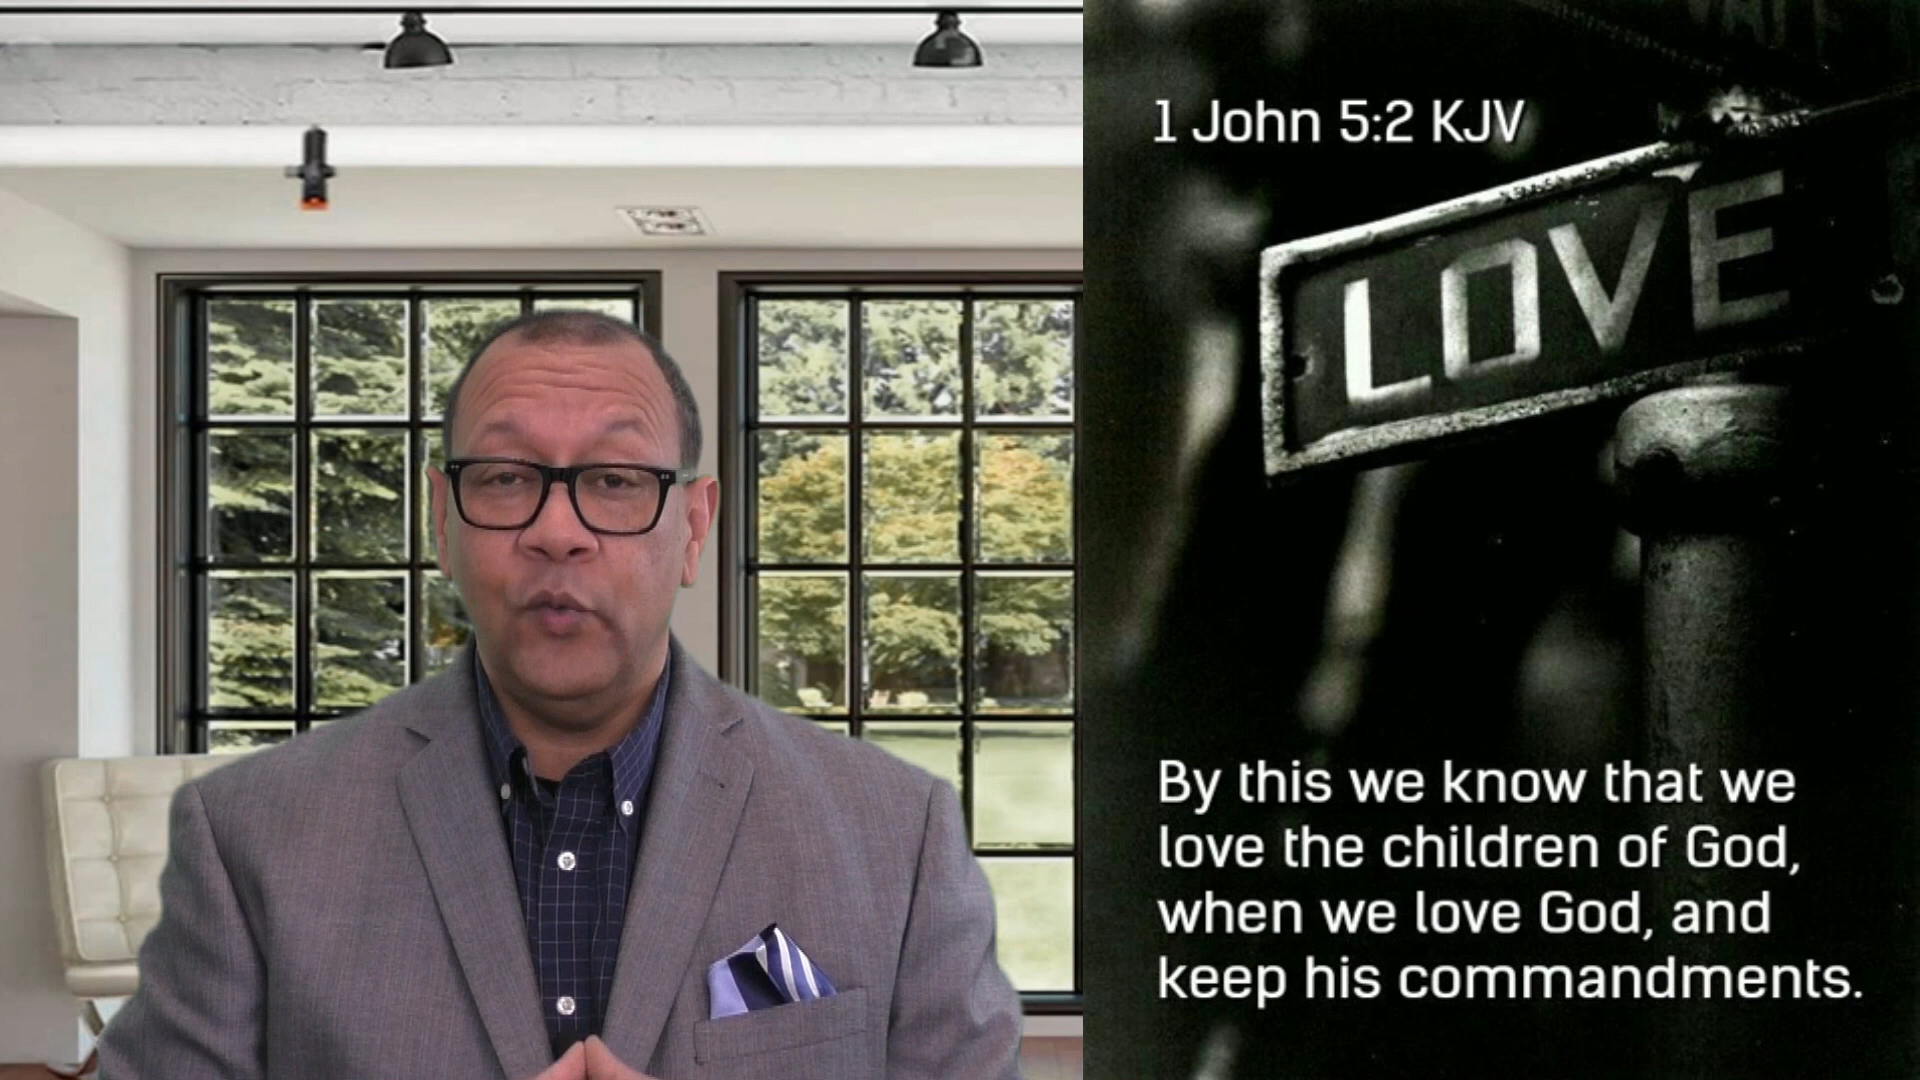 1 John 5:2 KJV
LOVE
By this we know that we
love the children of God,
when we love God, and
keep his commandments.